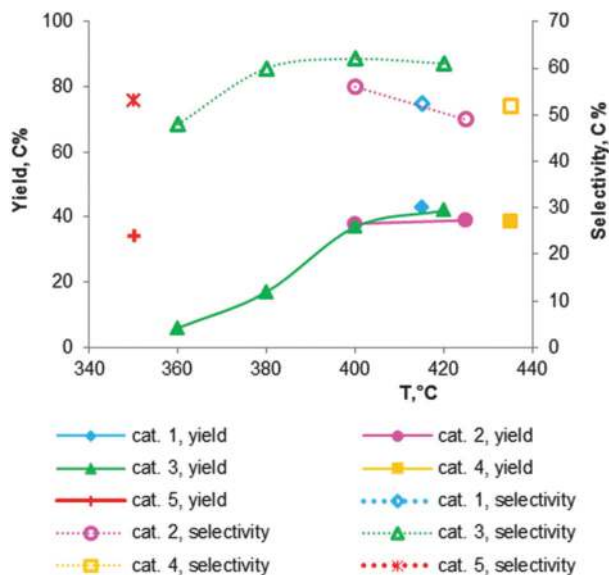 Yield, C%
100
80
60
40
20
0
Selectivity, C %
70
60
50
40
30
20
10
0
340 360 380 400 420 440
T,°C
cat. 1, yield cat. 2, yield
cat. 3, yield cat. 4, yield
cat. 5, yield cat. 1, selectivity
cat. 2, selectivity cat. 3, selectivity
cat. 4, selectivity cat. 5, selectivity